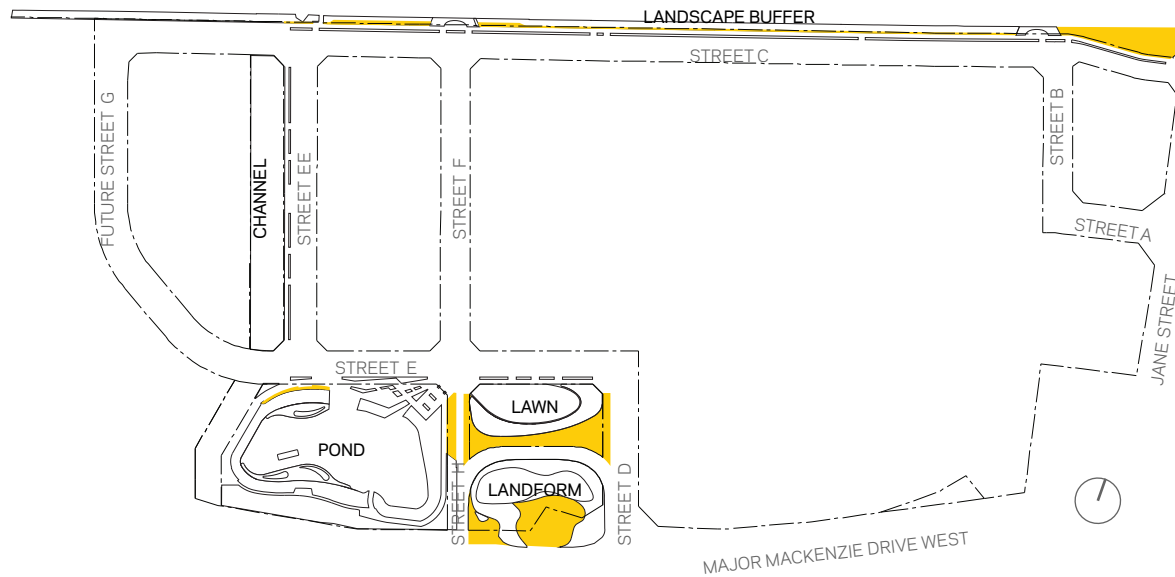 LANDSCAPE BUFFER
STREET C
FUTURE STREET G
CHANNEL
STREET EE
STREET F
STREET B
STREET A
JANE STREET
STREET E
LAWN
POND
LANDFORM
STREET H
STREET D
MAJOR MACKENZIE DRIVE WEST